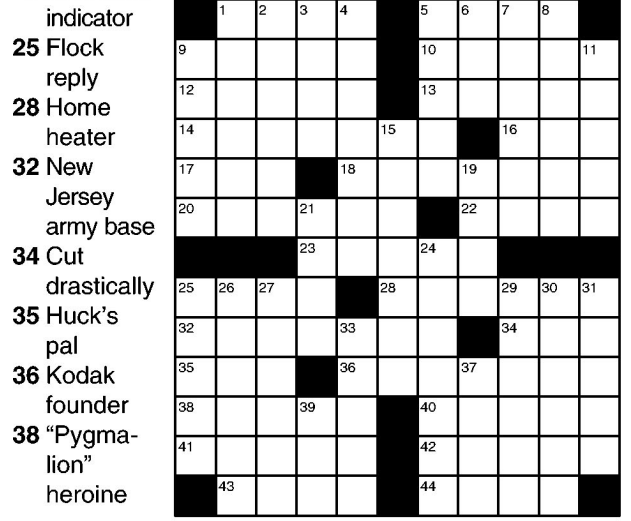 indicator
25 Flock
reply
28 Home
heater
32 New
Jersey
army base
34 Cut
drastically
35 Huck's
pal
36 Kodak
founder
38 "Pygma-
lion"
heroine
1 2 3 4 5 6 7 8
9 10 11
12 13
14 15 16
17 18 19
20 21 22
23 24
25 26 27 28 29 30 31
32 33 34
35 36 37
38 39 40
41 42
43 44